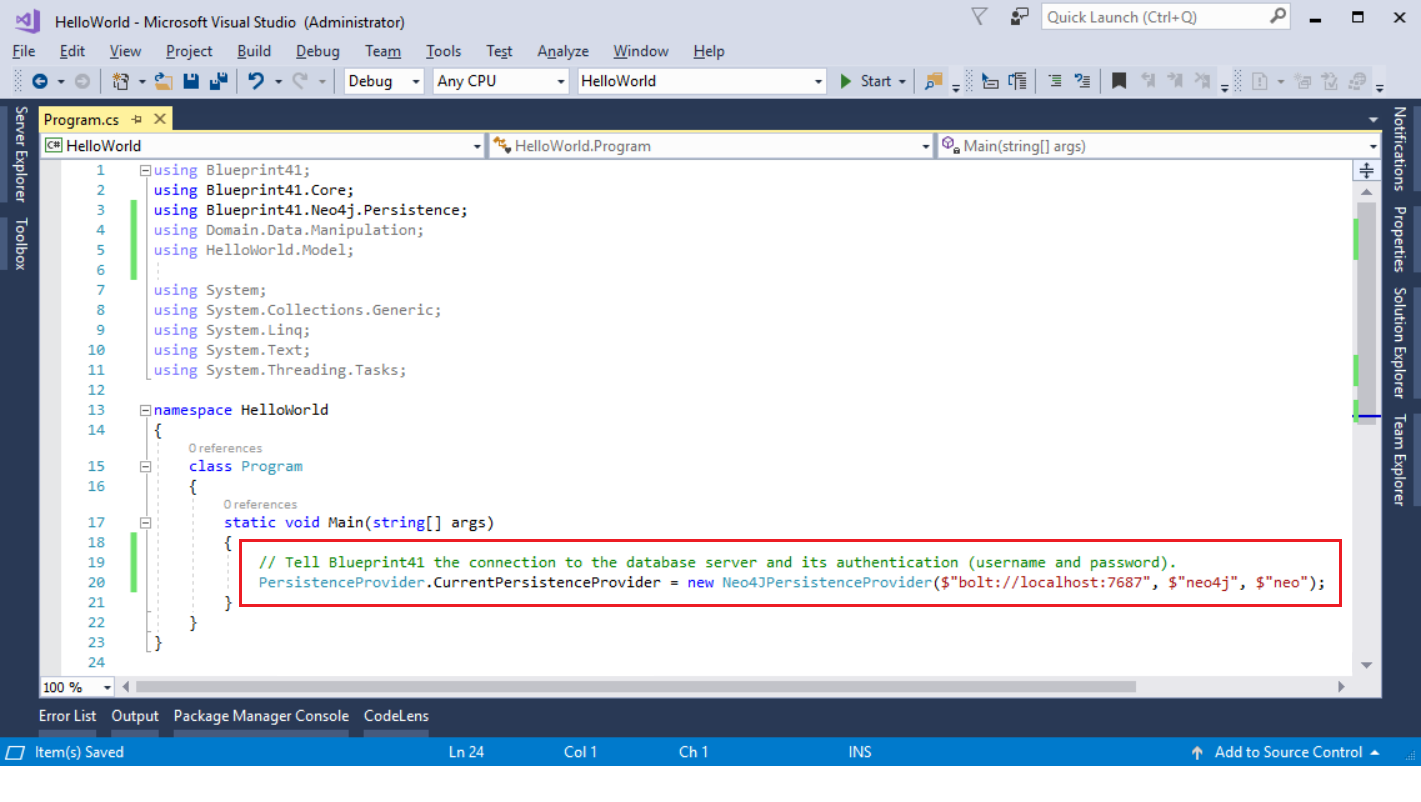 HelloWorld - Microsoft Visual Studio (Administrator)
Quick Launch (Ctrl+Q)
File Edit View Project Build Debug Team Tools Test Analyze Window Help
Debug Any CPU HelloWorld Start
Server Explorer
Toolbox
Program.cs
C# HelloWorld HelloWorld.Program Main(string[] args)
1 using Blueprint41;
2 using Blueprint41.Core;
3 using Blueprint41.Neo4j.Persistence;
4 using Domain.Data.Manipulation;
5 using HelloWorld.Model;
6
7 using System;
8 using System.Collections.Generic;
9 using System.Linq;
10 using System.Text;
11 using System.Threading.Tasks;
12
13 namespace HelloWorld
14 {
0 references
15 class Program
16 {
0 references
17 static void Main(string[] args)
18 {
19 // Tell Blueprint41 the connection to the database server and its authentication (username and password).
20 PersistenceProvider.CurrentPersistenceProvider = new Neo4JPersistenceProvider($"bolt://localhost:7687", $"neo4j", $"neo");
21 }
22 }
23 }
24
Notifications
Properties
Solution Explorer
Team Explorer
100 %
Error List Output Package Manager Console CodeLens
Item(s) Saved Ln 24 Col 1 Ch 1 INS Add to Source Control